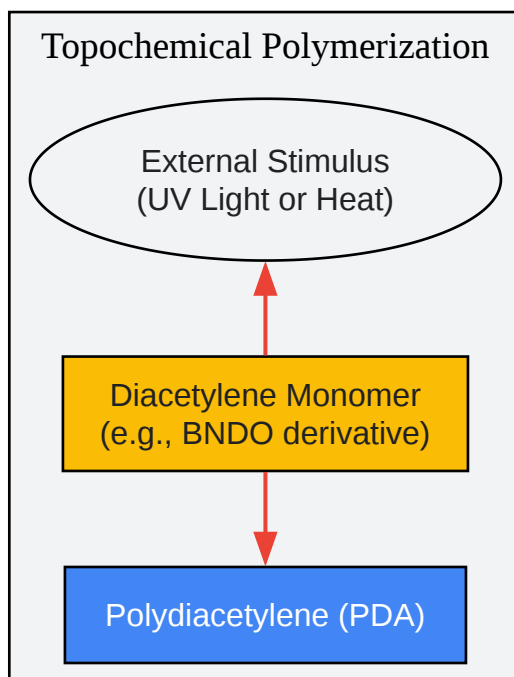 Topochemical Polymerization
External Stimulus
(UV Light or Heat)
Diacetylene Monomer
(e.g., BNDO derivative)
Polydiacetylene (PDA)